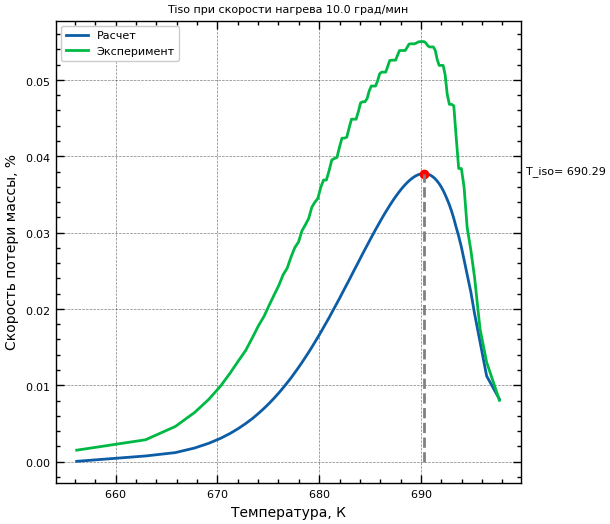 Tiso при скорости нагрева 10.0 град/мин
Расчет
Эксперимент
Скорость потери массы, %
0.05
0.04
0.03
0.02
0.01
0.00
T_iso= 690.29
660 670 680 690
Температура, К